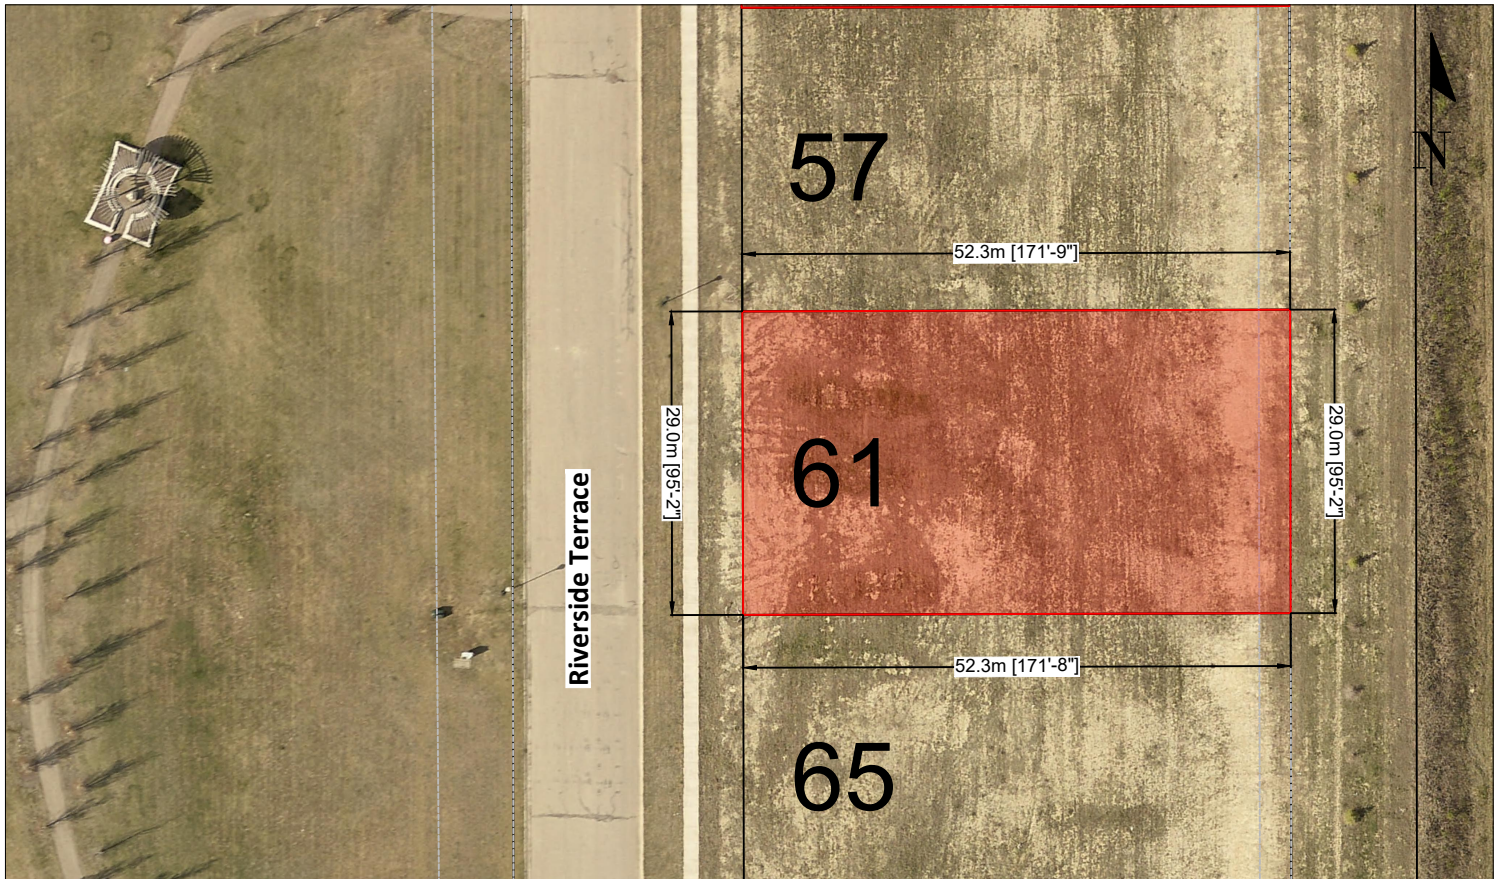 57
N
52.3m [171'-9"]
29.0m [95'-2"]
61
29.0m [95'-2"]
Riverside Terrace
52.3m [171'-8"]
65